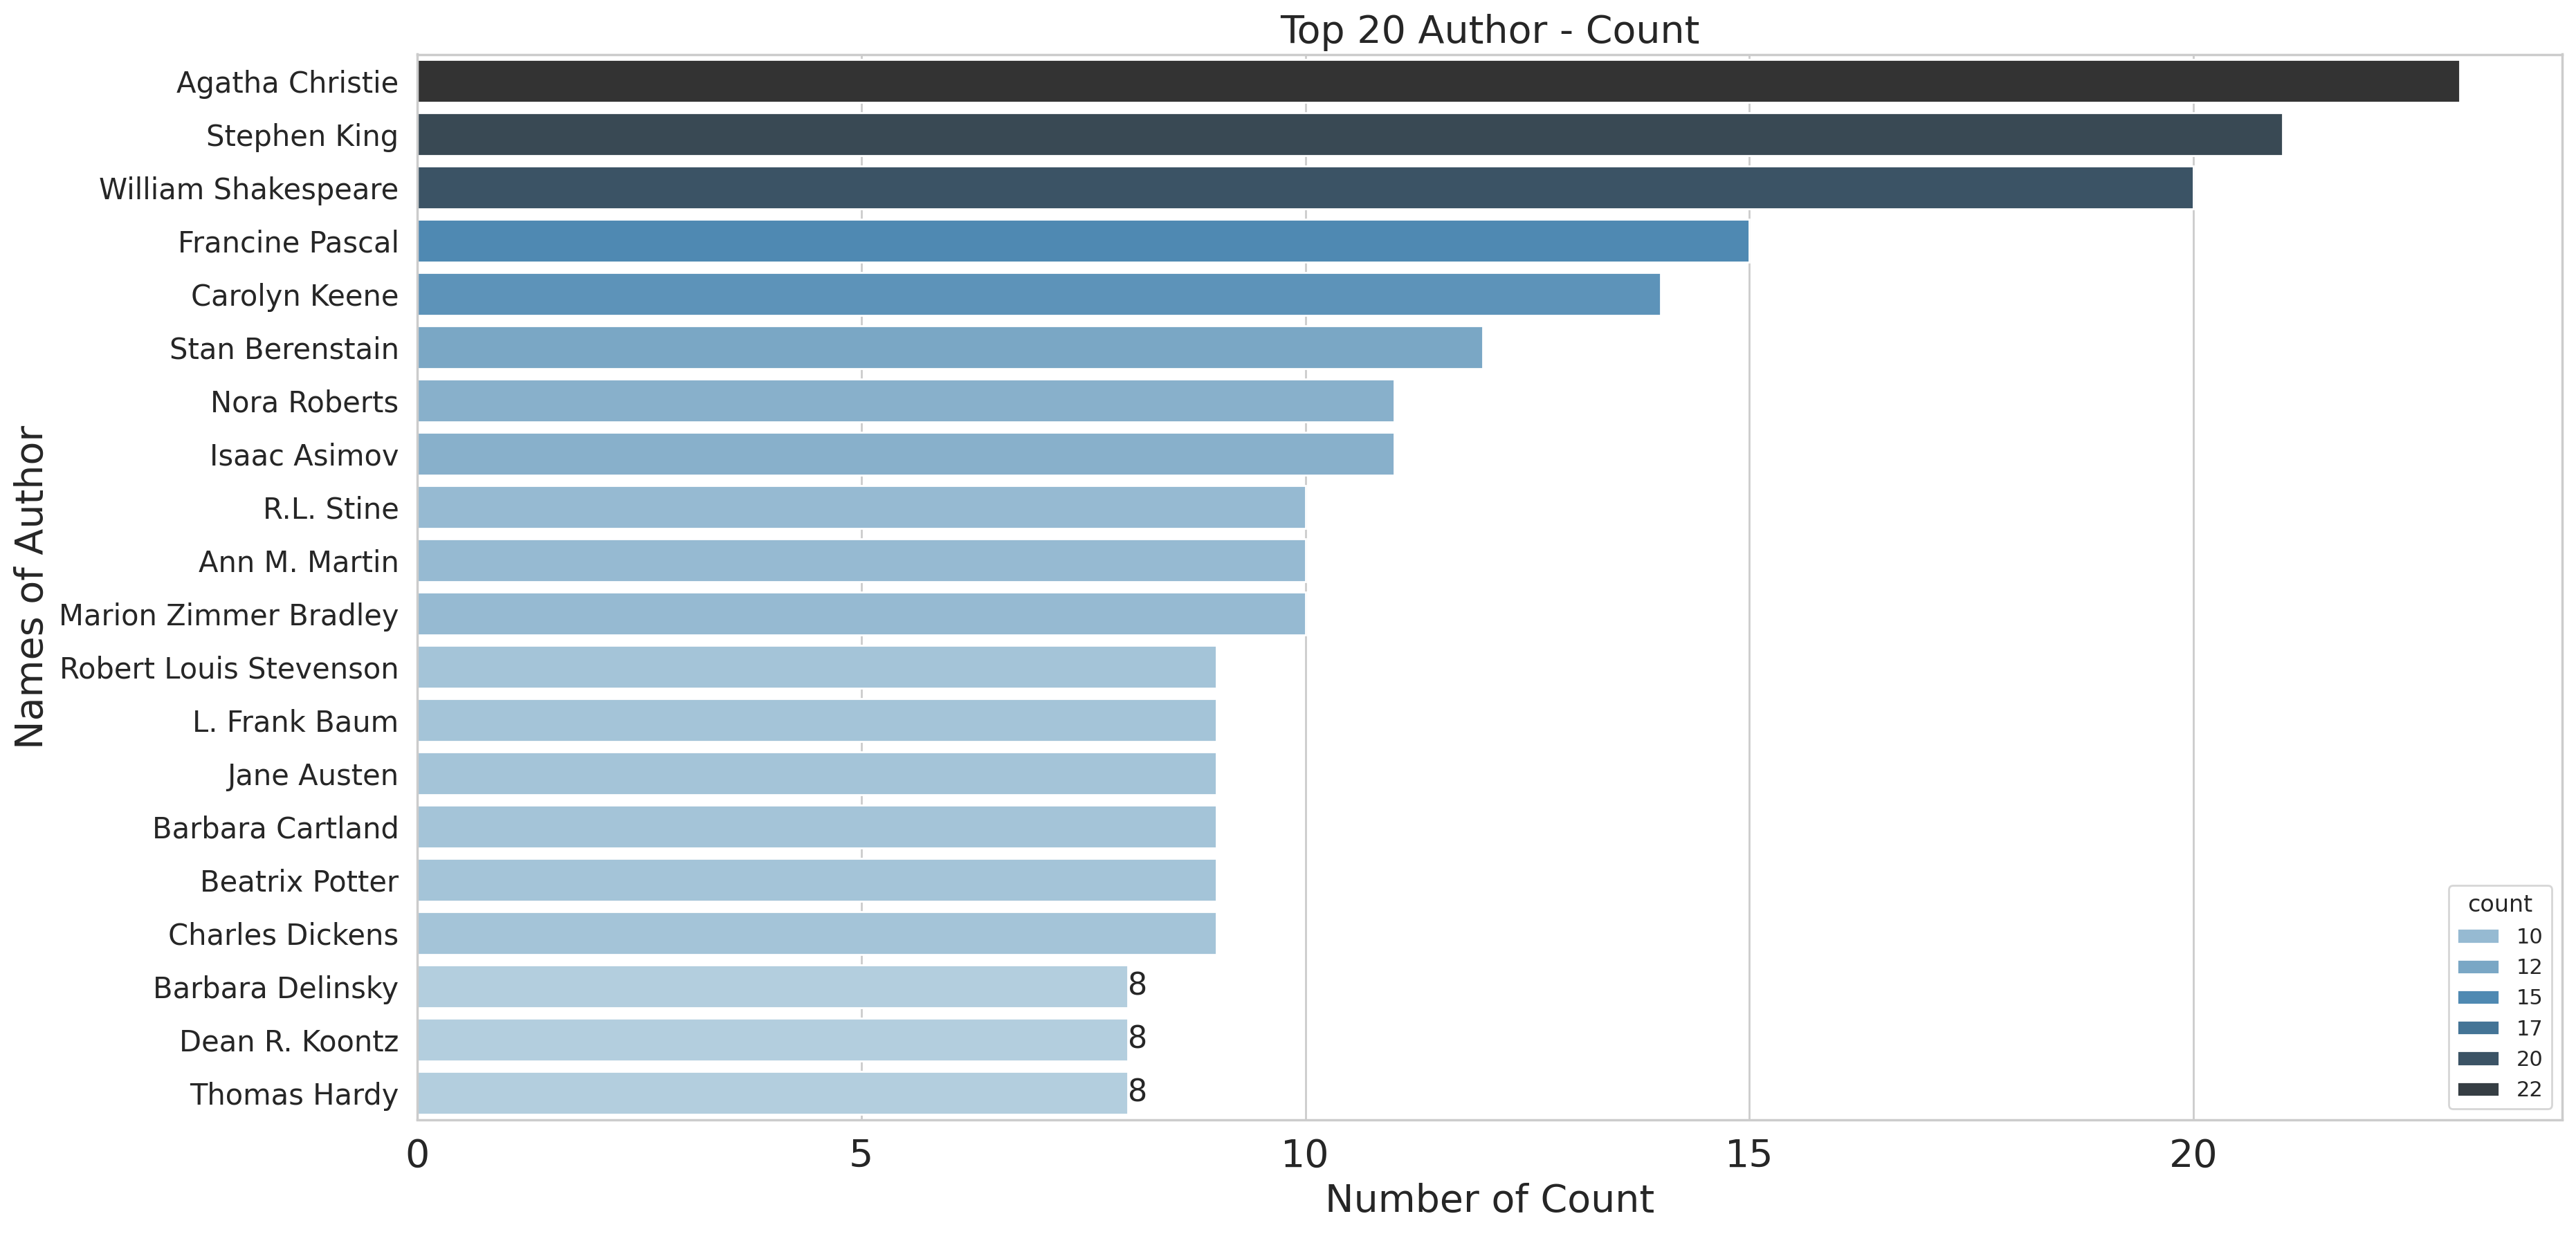 Top 20 Author - Count
Names of Author
Agatha Christie
Stephen King
William Shakespeare
Francine Pascal
Carolyn Keene
Stan Berenstain
Nora Roberts
Isaac Asimov
R.L. Stine
Ann M. Martin
Marion Zimmer Bradley
Robert Louis Stevenson
L. Frank Baum
Jane Austen
Barbara Cartland
Beatrix Potter
Charles Dickens
Barbara Delinsky 8
Dean R. Koontz 8
Thomas Hardy 8
count
10
12
15
17
20
22
0 5 10 15 20
Number of Count